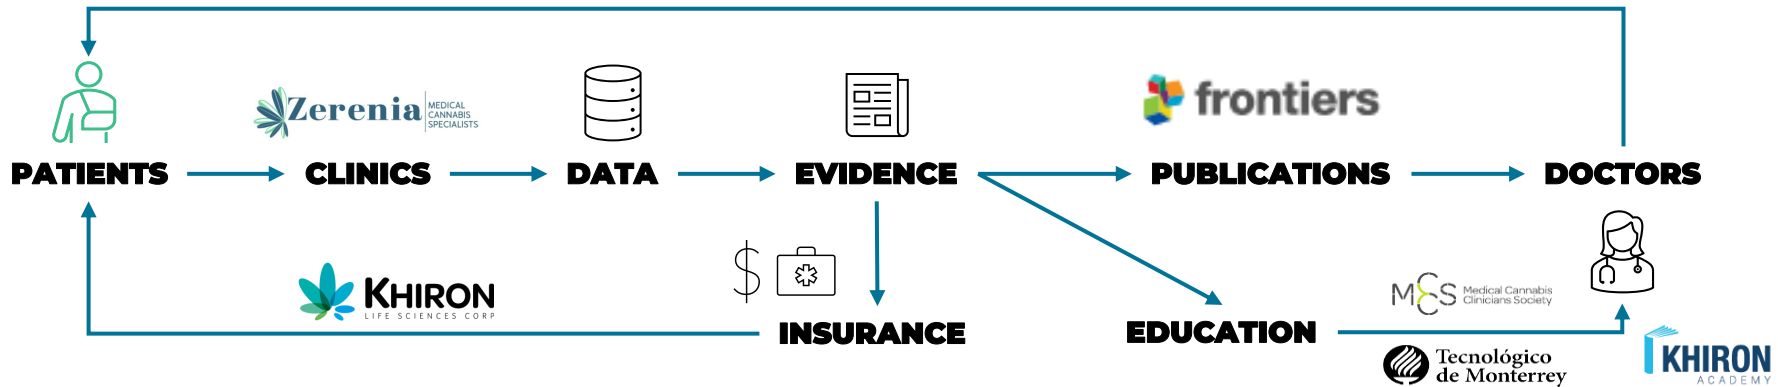 Zerenia
MEDICAL
CANNABIS
SPECIALISTS
frontiers
PATIENTS
CLINICS
DATA
EVIDENCE
PUBLICATIONS
DOCTORS
$
KHIRON
LIFE SCIENCES CORP
INSURANCE
EDUCATION
MCCS
Medical Cannabis
Clinicians Society
Tecnológico
de Monterrey
KHIRON
ACADEMY